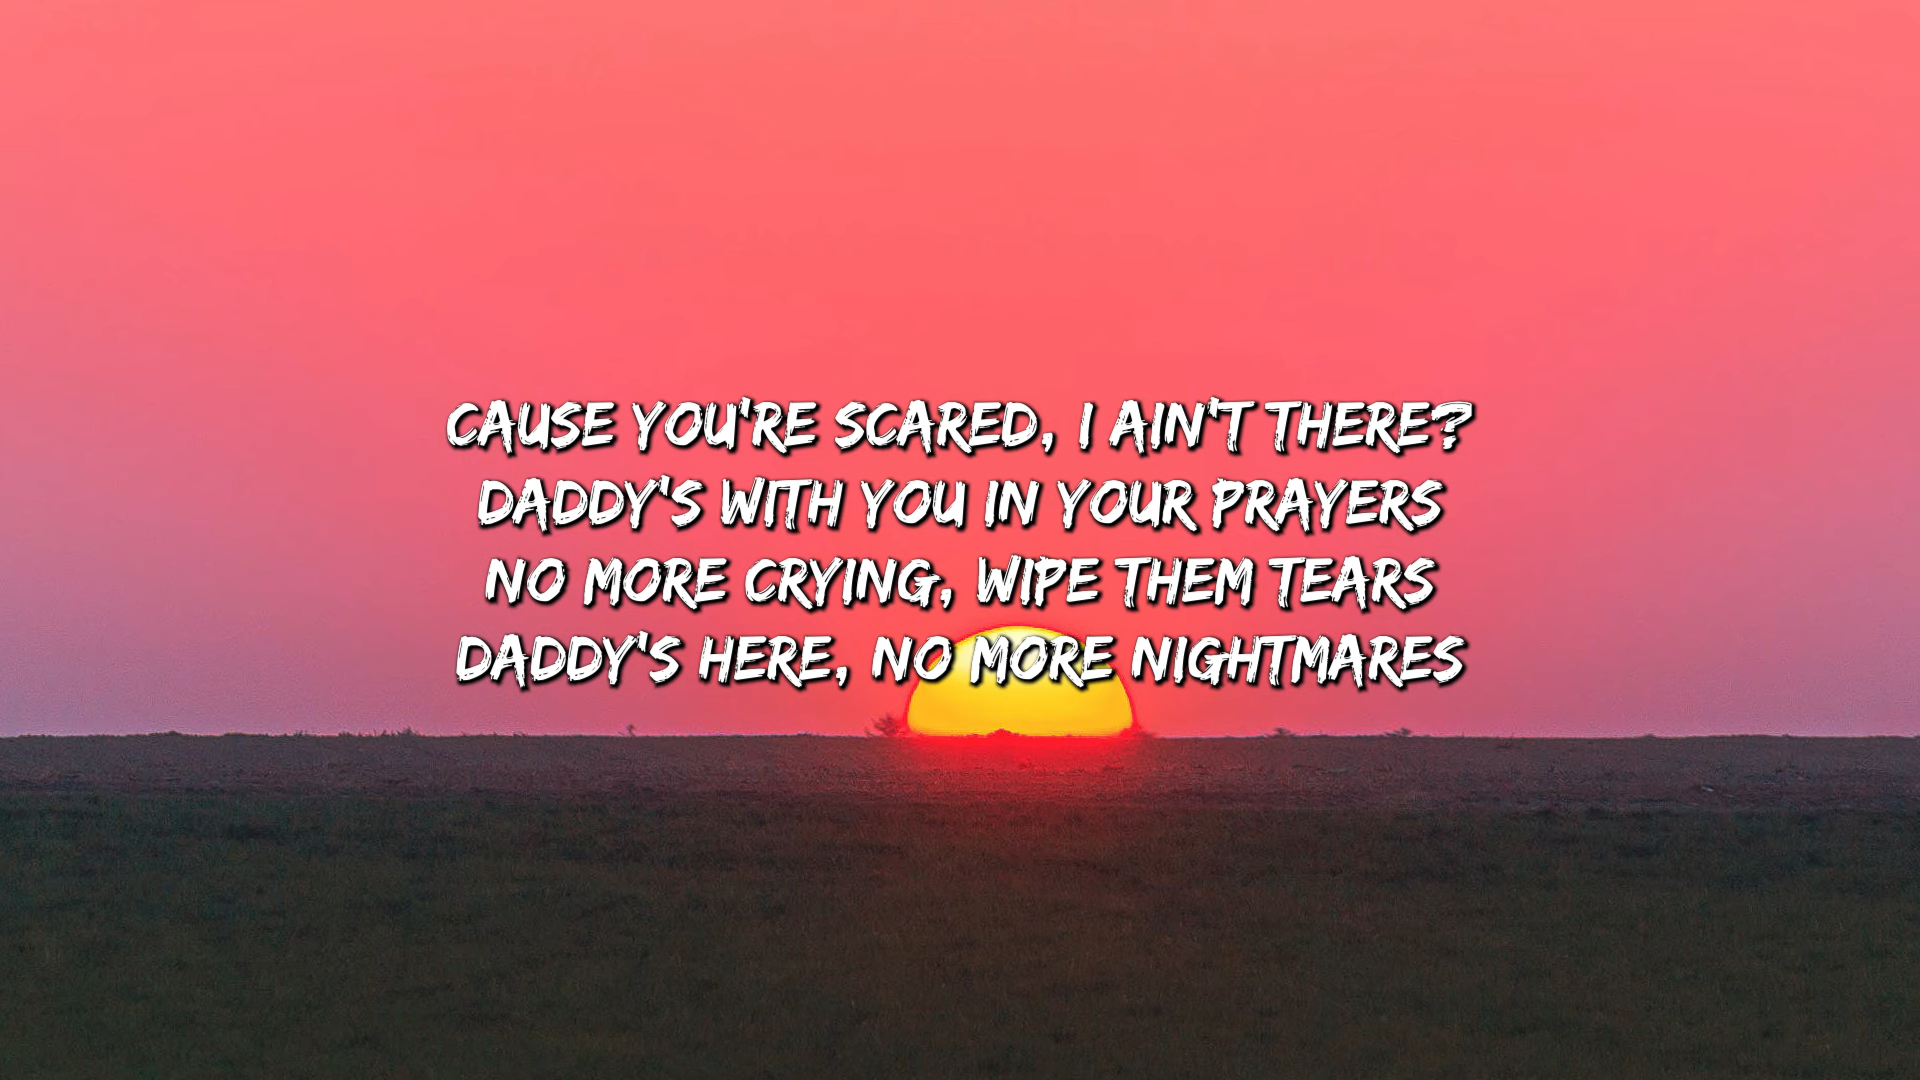 CAUSE YOU'RE SCARED, I AIN'T THERE?
DADDY'S WITH YOU IN YOUR PRAYERS
NO MORE CRYING, WIPE THEM TEARS
DADDY'S HERE, NO MORE NIGHTMARES